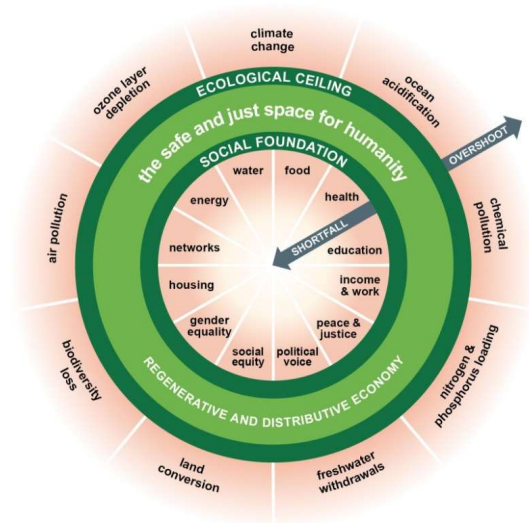 climate
change
ocean
acidification
chemical
pollution
nitrogen &
phosphorus loading
freshwater
withdrawals
land
conversion
biodiversity
loss
air pollution
ozone layer
depletion
ECOLOGICAL CEILING
the safe and just space for humanity
SOCIAL FOUNDATION
OVERSHOOT
SHORTFALL
water
food
health
education
income
& work
peace &
justice
political
voice
social
equity
gender
equality
housing
networks
energy
REGENERATIVE AND DISTRIBUTIVE ECONOMY